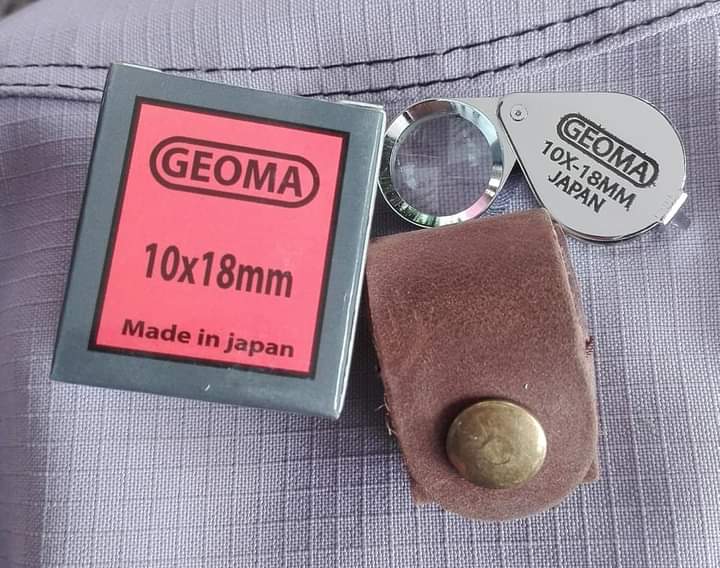 GEOMA
10x18mm
Made in japan
GEOMA
10X-18MM
JAPAN